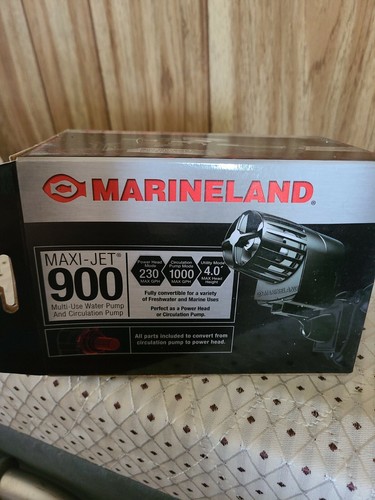 MARINELAND®
MAXI-JET®
900
Multi-Use Water Pump
And Circulation Pump
Power Head
Mode
230
MAX GPH
Circulation
Pump Mode
1000
MAX GPH
Utility Mode
4.0'
MAX Head
Height
Fully convertible for a variety
of Freshwater and Marine Uses
Perfect as a Power Head
or Circulation Pump.
All parts included to convert from
circulation pump to power head.
MARINELAND